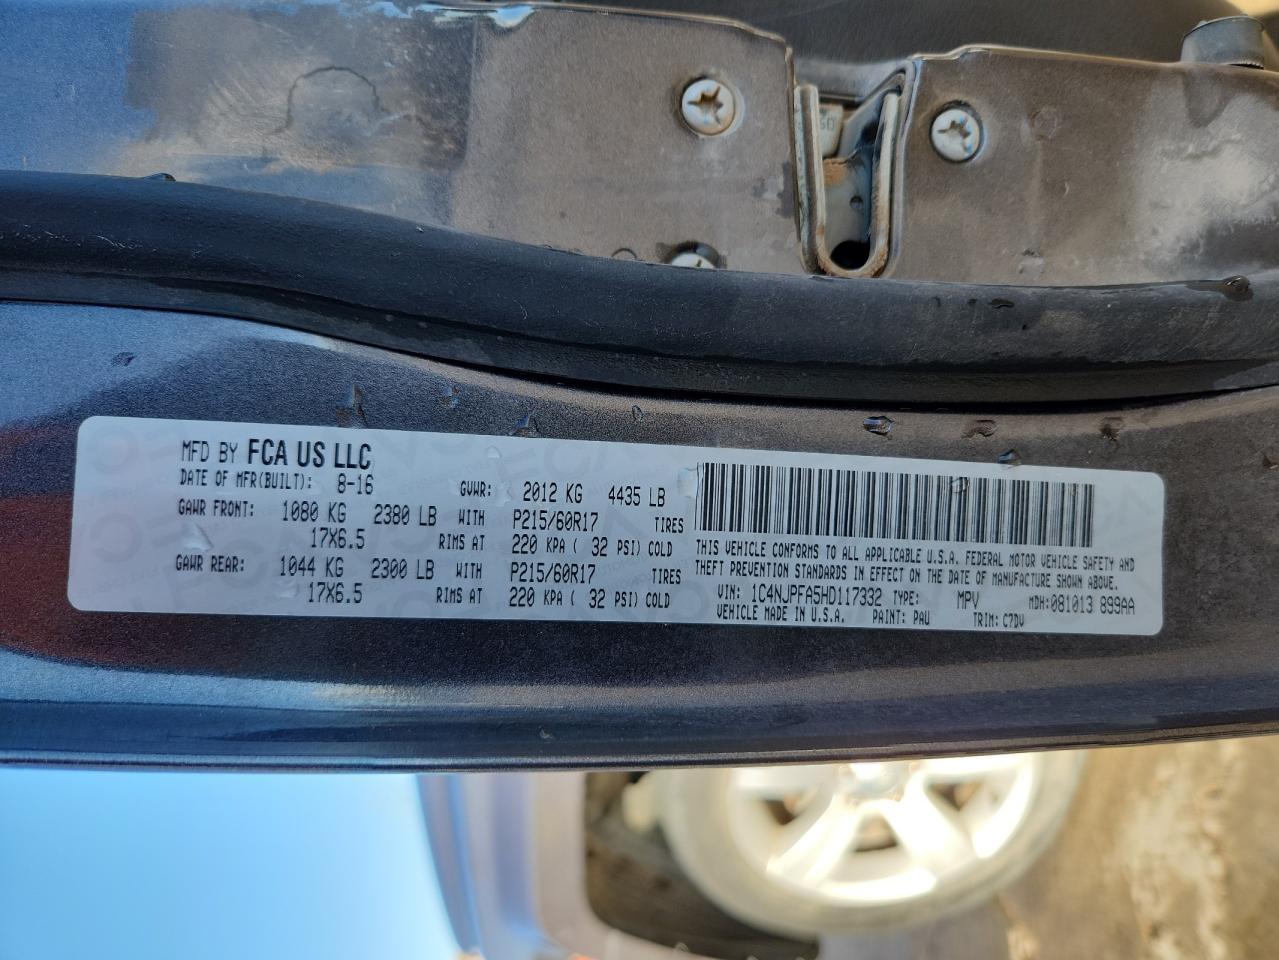 MFD BY FCA US LLC
DATE OF MFR(BUILT): 8-16 GVWR: 2012 KG 4435 LB
GAWR FRONT: 1080 KG 2380 LB WITH P215/60R17 TIRES
17X6.5 RIMS AT 220 KPA ( 32 PSI) COLD
GAWR REAR: 1044 KG 2300 LB WITH P215/60R17 TIRES
17X6.5 RIMS AT 220 KPA ( 32 PSI) COLD
THIS VEHICLE CONFORMS TO ALL APPLICABLE U.S.A. FEDERAL MOTOR VEHICLE SAFETY AND
THEFT PREVENTION STANDARDS IN EFFECT ON THE DATE OF MANUFACTURE SHOWN ABOVE.
VIN: 1C4NJPFA5HD117332 TYPE: MPV MDH:081013 899AA
VEHICLE MADE IN U.S.A. PAINT: PAU TRIM: C7DV